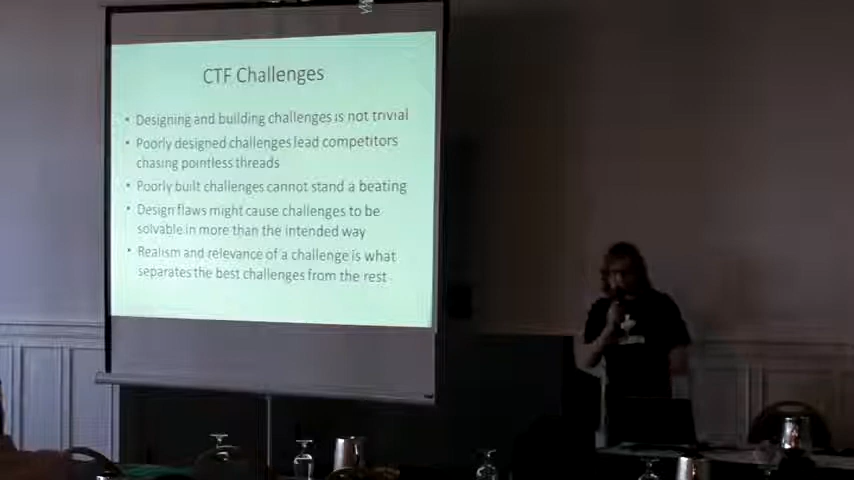 CTF Challenges
• Designing and building challenges is not trivial
• Poorly designed challenges lead competitors
chasing pointless threads
• Poorly built challenges cannot stand a beating
• Design flaws might cause challenges to be
solvable in more than the intended way
• Realism and relevance of a challenge is what
separates the best challenges from the rest